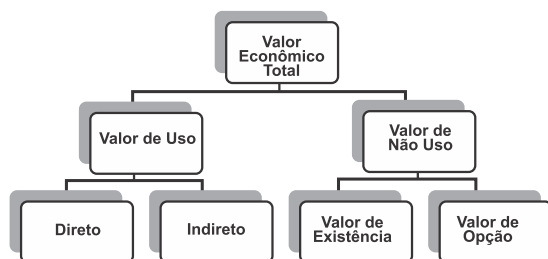 Valor
Econômico
Total
Valor de Uso
Valor de
Não Uso
Direto
Indireto
Valor de
Existência
Valor de
Opção